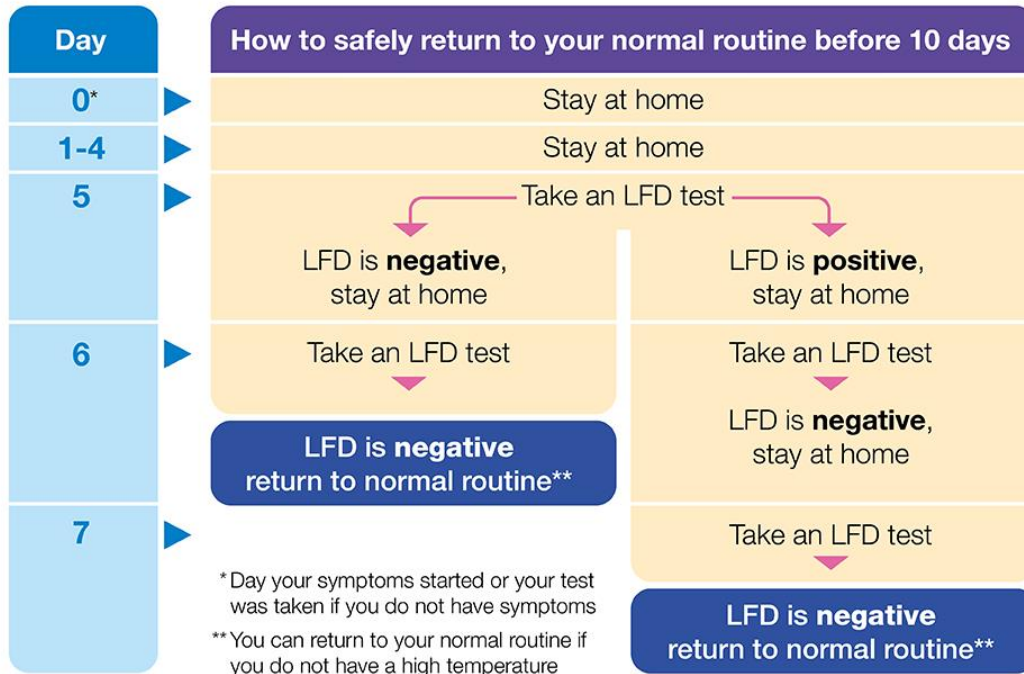 Day
How to safely return to your normal routine before 10 days
0*
Stay at home
1-4
Stay at home
5
Take an LFD test
LFD is negative,
stay at home
LFD is positive,
stay at home
6
Take an LFD test
LFD is negative
return to normal routine**
Take an LFD test
LFD is negative,
stay at home
7
Take an LFD test
LFD is negative
return to normal routine**
*Day your symptoms started or your test
was taken if you do not have symptoms
**You can return to your normal routine if
you do not have a high temperature